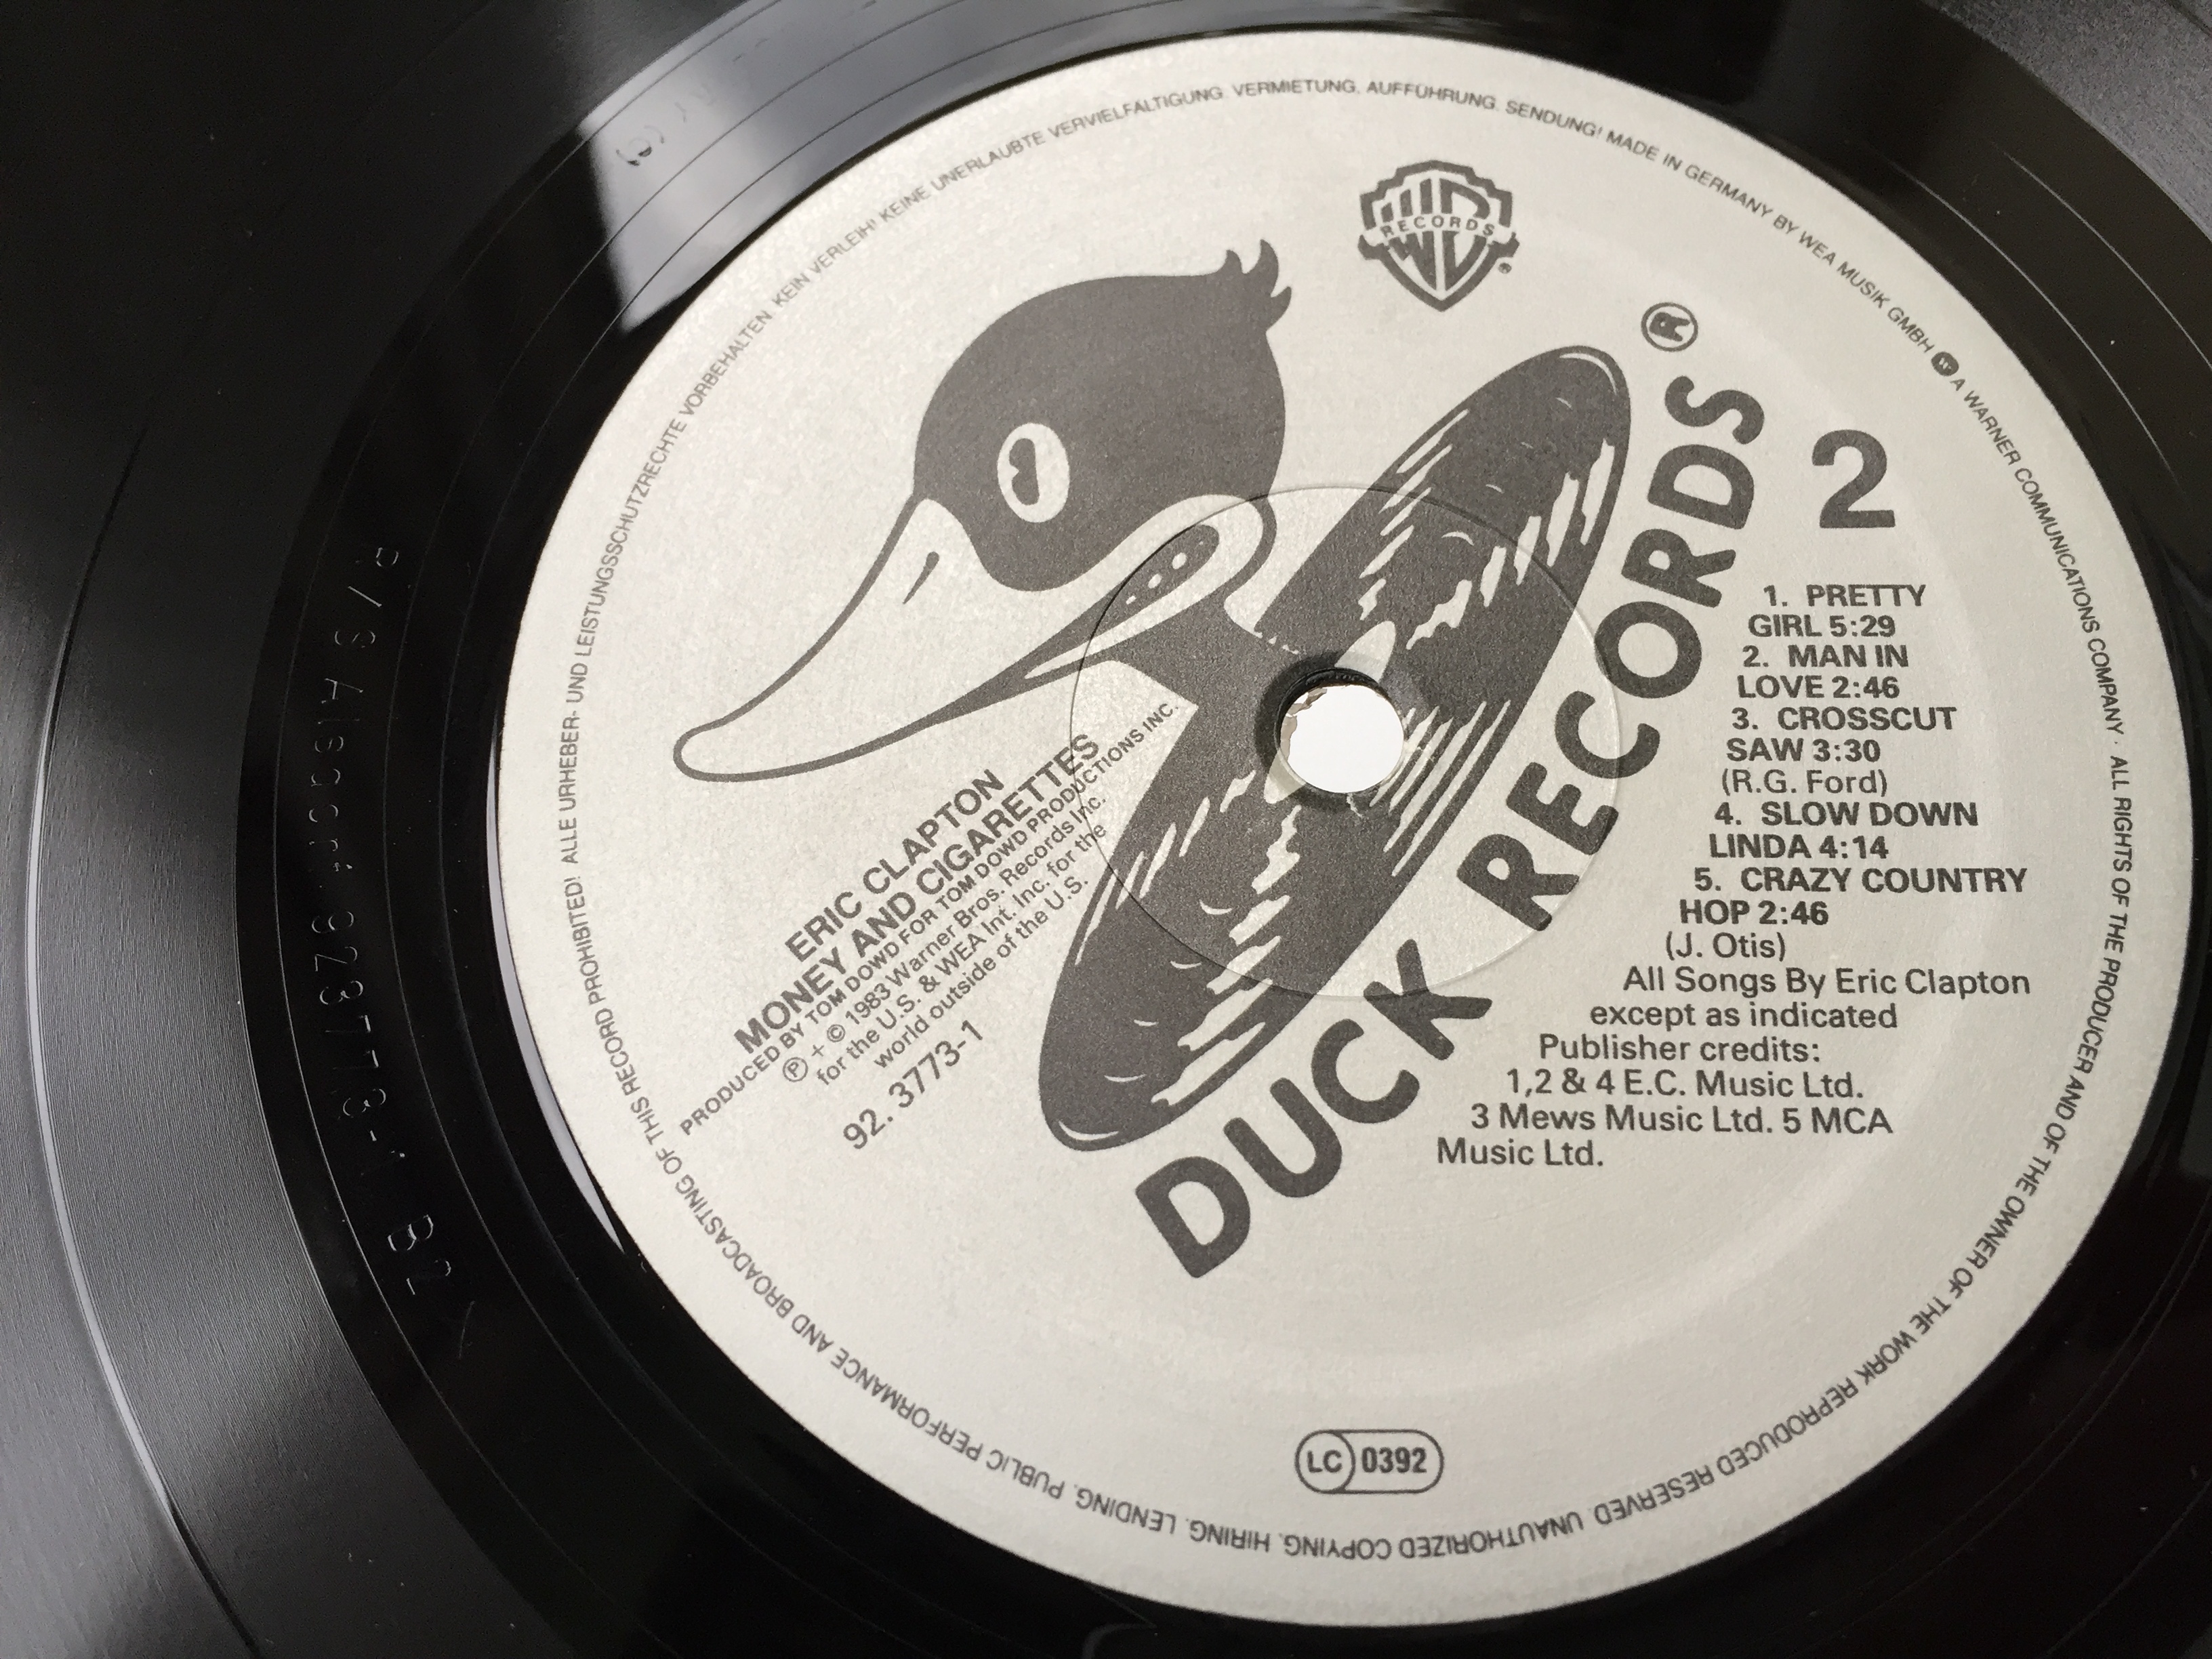 ALLE URHEBER- UND LEISTUNGSSCHUTZRECHTE VORBEHALTEN. KEIN VERLEIH! KEINE UNERLAUBTE VERVIELFÄLTIGUNG. VERMIETUNG. AUFFÜHRUNG. SENDUNG! MADE IN GERMANY BY WEA MUSIK GMBH W A WARNER COMMUNICATIONS COMPANY · ALL RIGHTS OF THE PRODUCER AND OF THE OWNER OF THE WORK REPRODUCED RESERVED. UNAUTHORIZED COPYING. HIRING. LENDING. PUBLIC PERFORMANCE AND BROADCASTING OF THIS RECORD PROHIBITED!
RECORDS
®
DUCK RECORDS ®
2
1. PRETTY
GIRL 5:29
2. MAN IN
LOVE 2:46
3. CROSSCUT
SAW 3:30
(R.G. Ford)
4. SLOW DOWN
LINDA 4:14
5. CRAZY COUNTRY
HOP 2:46
(J. Otis)
All Songs By Eric Clapton
except as indicated
Publisher credits:
1,2 & 4 E.C. Music Ltd.
3 Mews Music Ltd. 5 MCA
Music Ltd.
ERIC CLAPTON
MONEY AND CIGARETTES
PRODUCED BY TOM DOWD FOR TOM DOWD PRODUCTIONS INC.
℗ + © 1983 Warner Bros. Records Inc.
for the U.S. & WEA Int. Inc. for the
world outside of the U.S.
92.3773-1
LC 0392
R/S Alsdorf 923773-1 B2